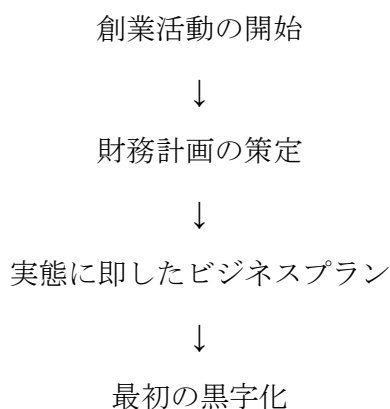 創業活動の開始
↓
財務計画の策定
↓
実態に即したビジネスプラン
↓
最初の黒字化